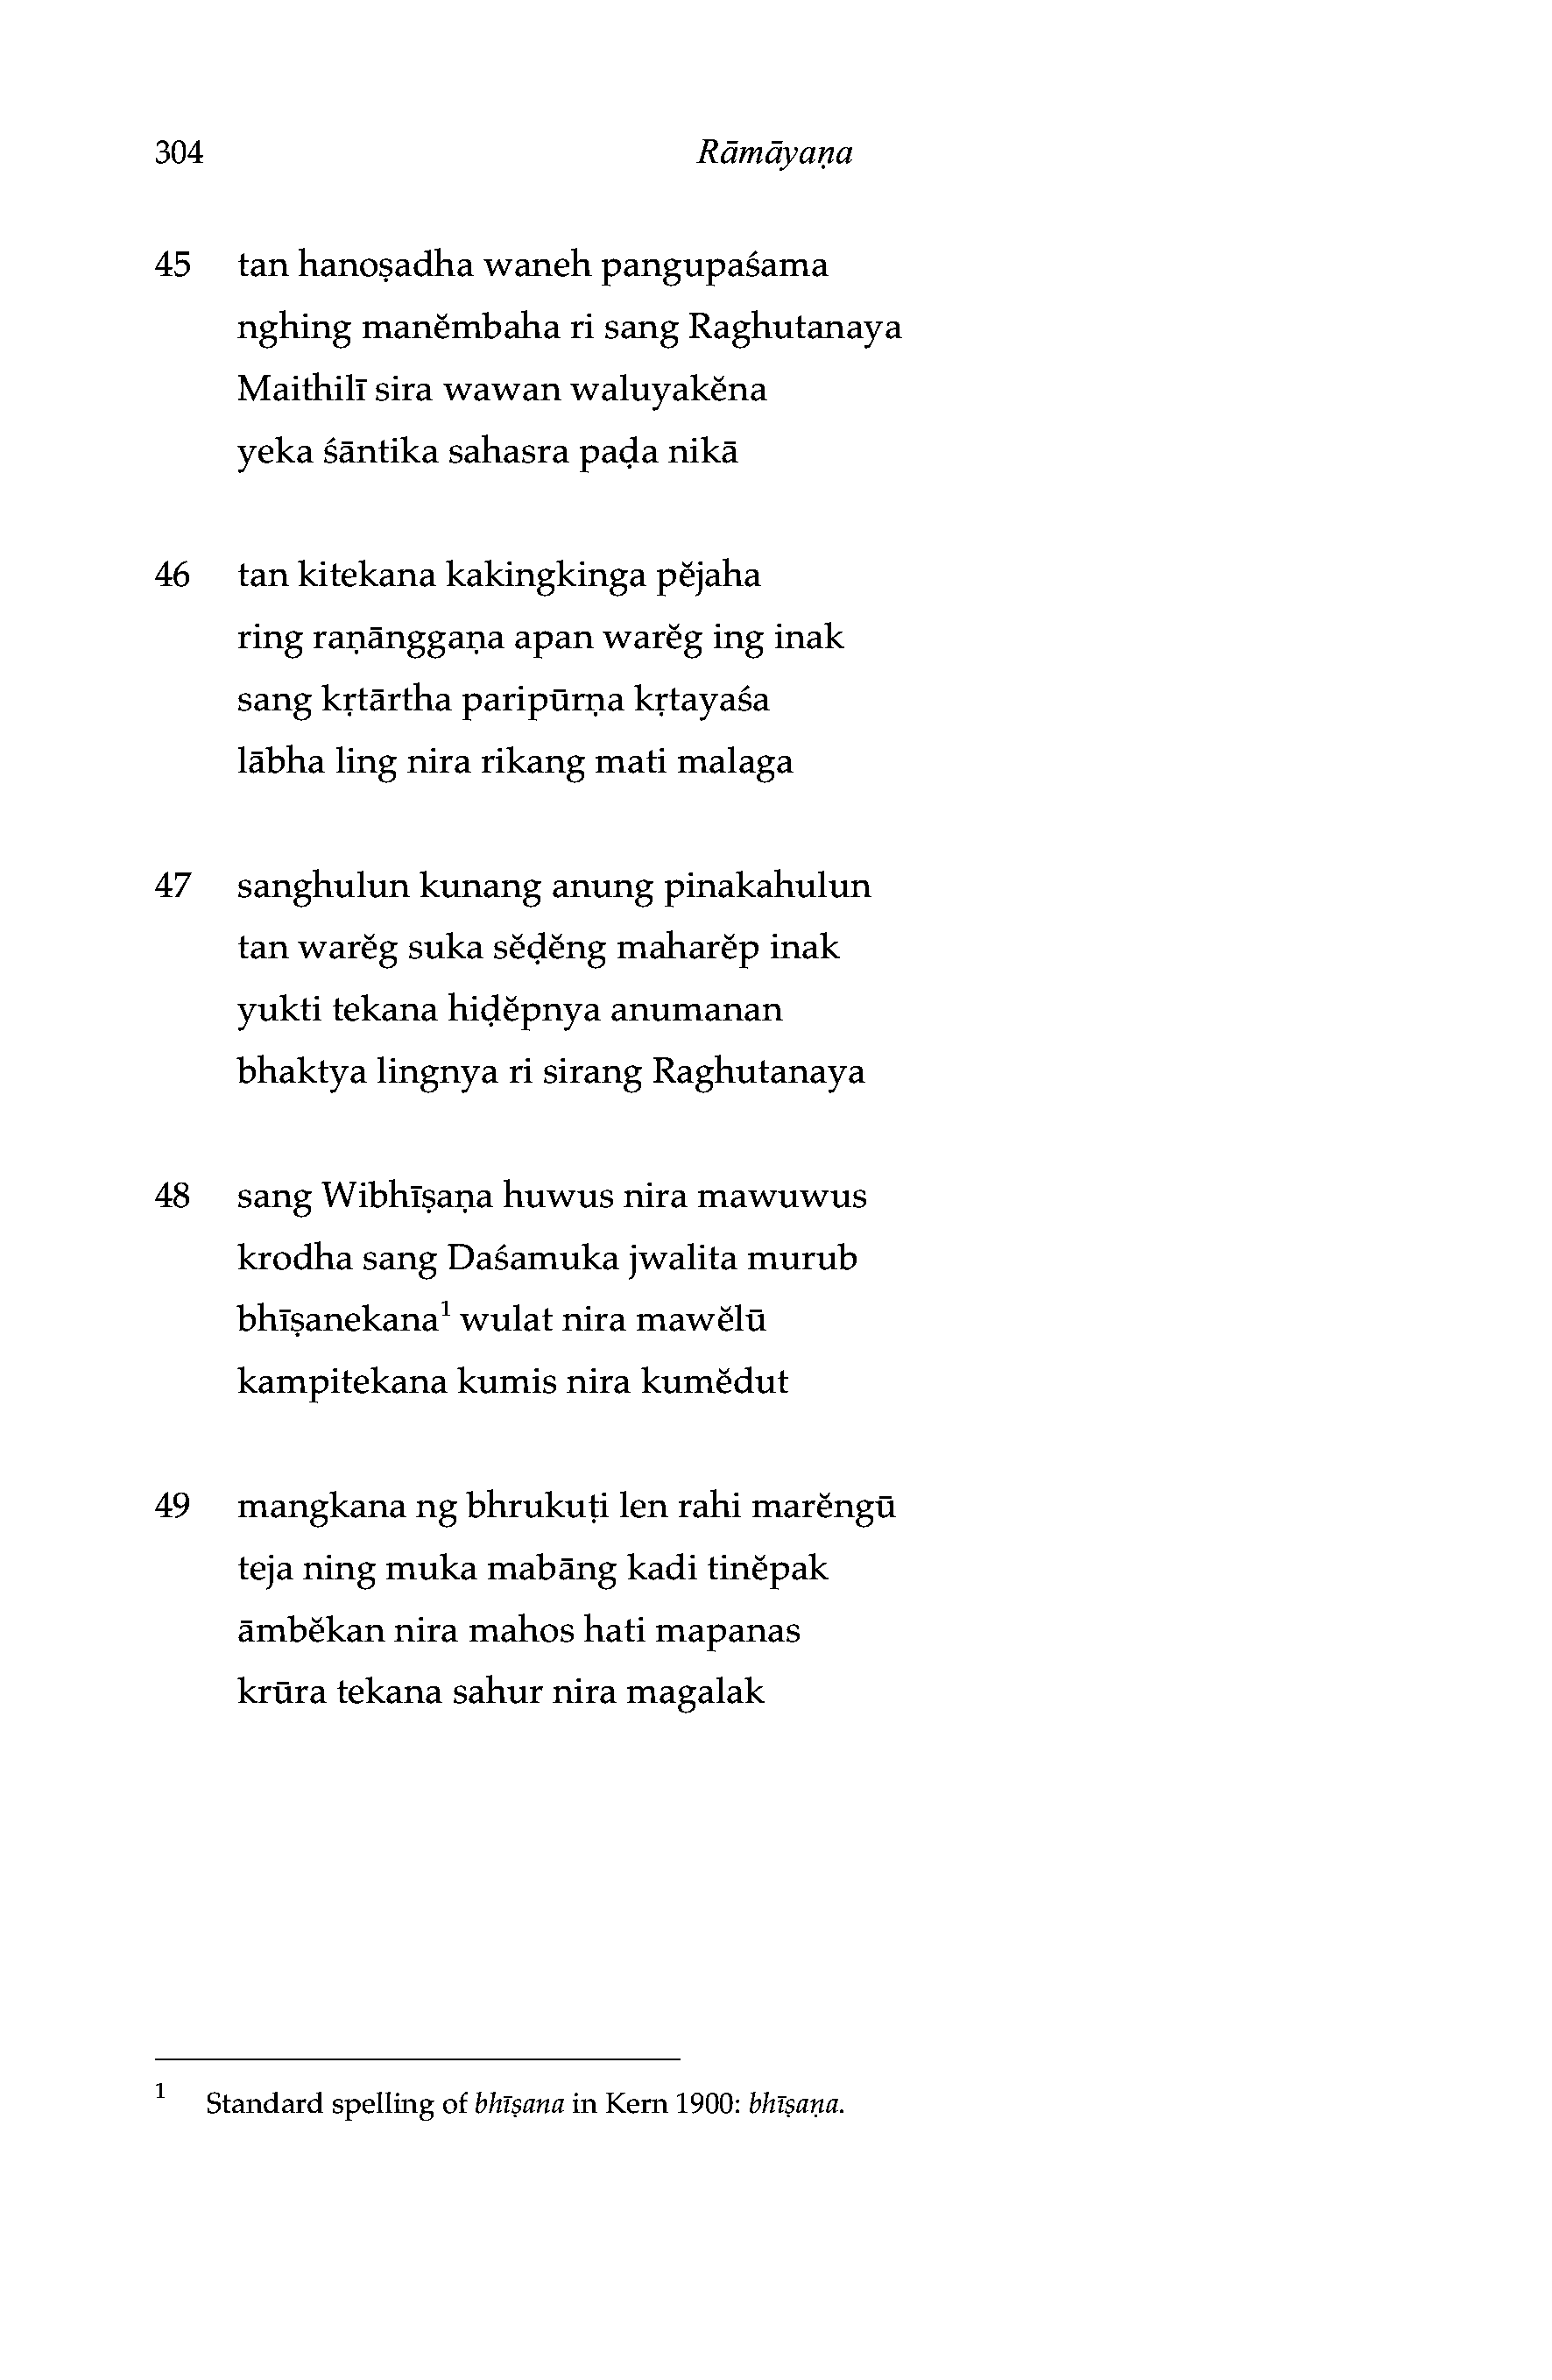 304 Rāmāyaṇa
45 tan hanoṣadha waneh pangupaśama
nghing manĕmbaha ri sang Raghutanaya
Maithilī sira wawan waluyakĕna
yeka śāntika sahasra paḍa nikā
46 tan kitekana kakingkinga pĕjaha
ring raṇānggaṇa apan warĕg ing inak
sang kṛtārtha paripūrṇa kṛtayaśa
lābha ling nira rikang mati malaga
47 sanghulun kunang anung pinakahulun
tan warĕg suka sĕḍĕng maharĕp inak
yukti tekana hiḍĕpnya anumanan
bhaktya lingnya ri sirang Raghutanaya
48 sang Wibhīṣaṇa huwus nira mawuwus
krodha sang Daśamuka jwalita murub
bhīṣanekana¹ wulat nira mawĕlū
kampitekana kumis nira kumĕdut
49 mangkana ng bhrukuṭi len rahi marĕngū
teja ning muka mabāng kadi tinĕpak
āmbĕkan nira mahos hati mapanas
krūra tekana sahur nira magalak
¹ Standard spelling of bhīṣana in Kern 1900: bhīṣaṇa.